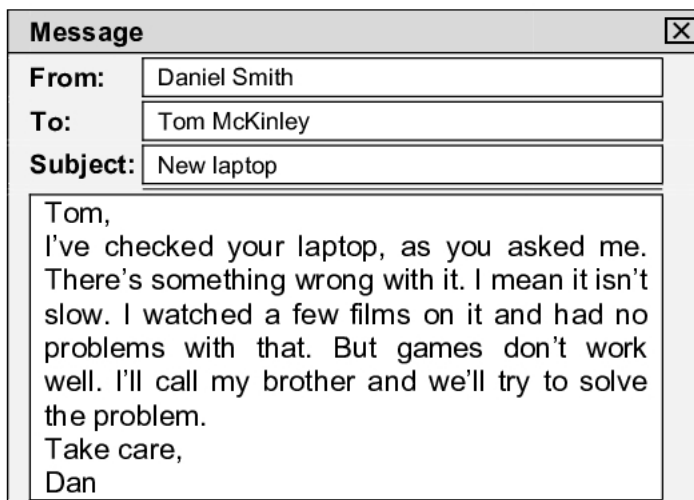 Message
From: Daniel Smith
To: Tom McKinley
Subject: New laptop
Tom,
I've checked your laptop, as you asked me.
There's something wrong with it. I mean it isn't
slow. I watched a few films on it and had no
problems with that. But games don't work
well. I'll call my brother and we'll try to solve
the problem.
Take care,
Dan